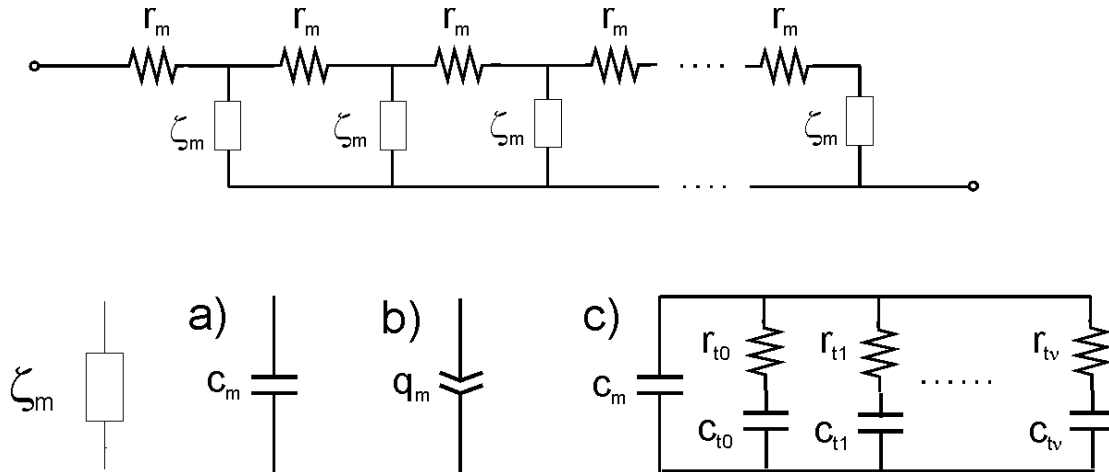 r_m r_m r_m r_m r_m
.....
ζ_m ζ_m ζ_m ζ_m
.....
a) b) c)
ζ_m c_m q_m c_m r_t0 r_t1 r_tν
......
c_t0 c_t1 c_tν